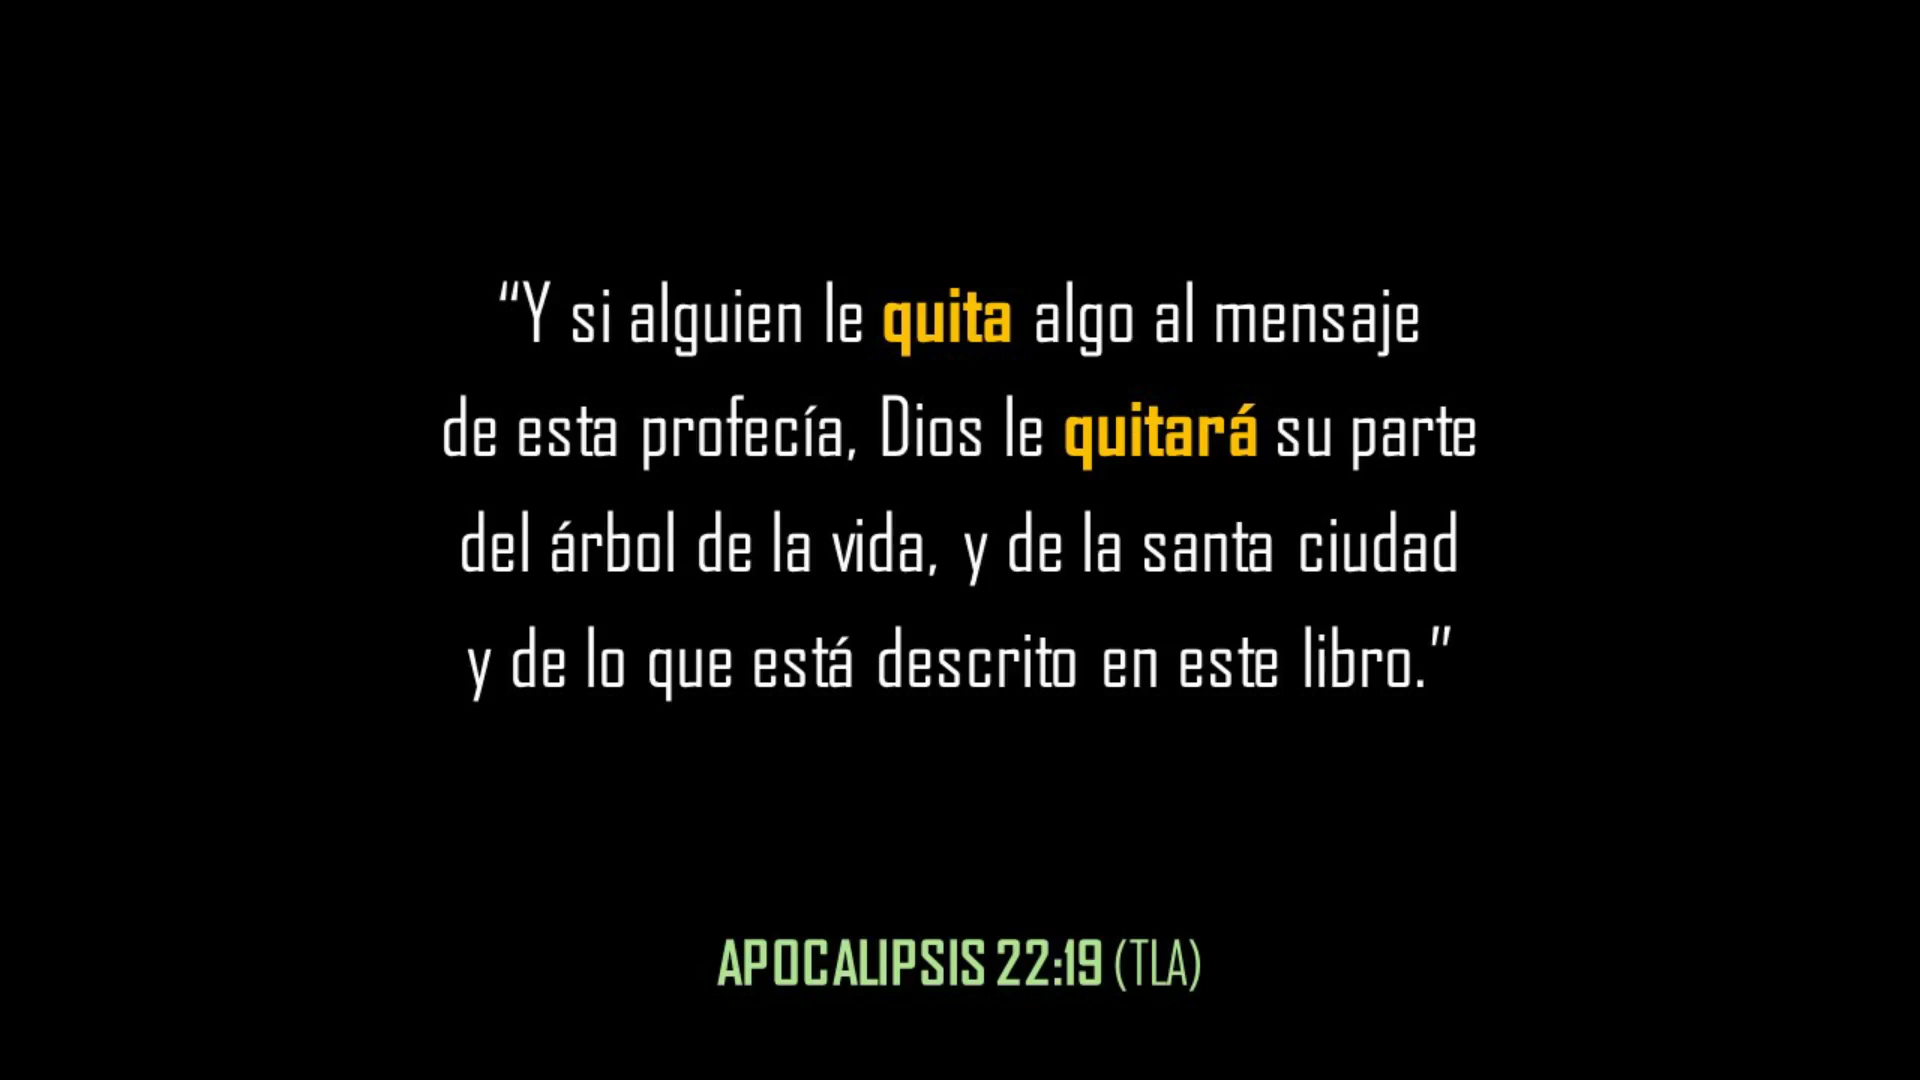 “Y si alguien le quita algo al mensaje
de esta profecía, Dios le quitará su parte
del árbol de la vida, y de la santa ciudad
y de lo que está descrito en este libro.”
APOCALIPSIS 22:19 (TLA)